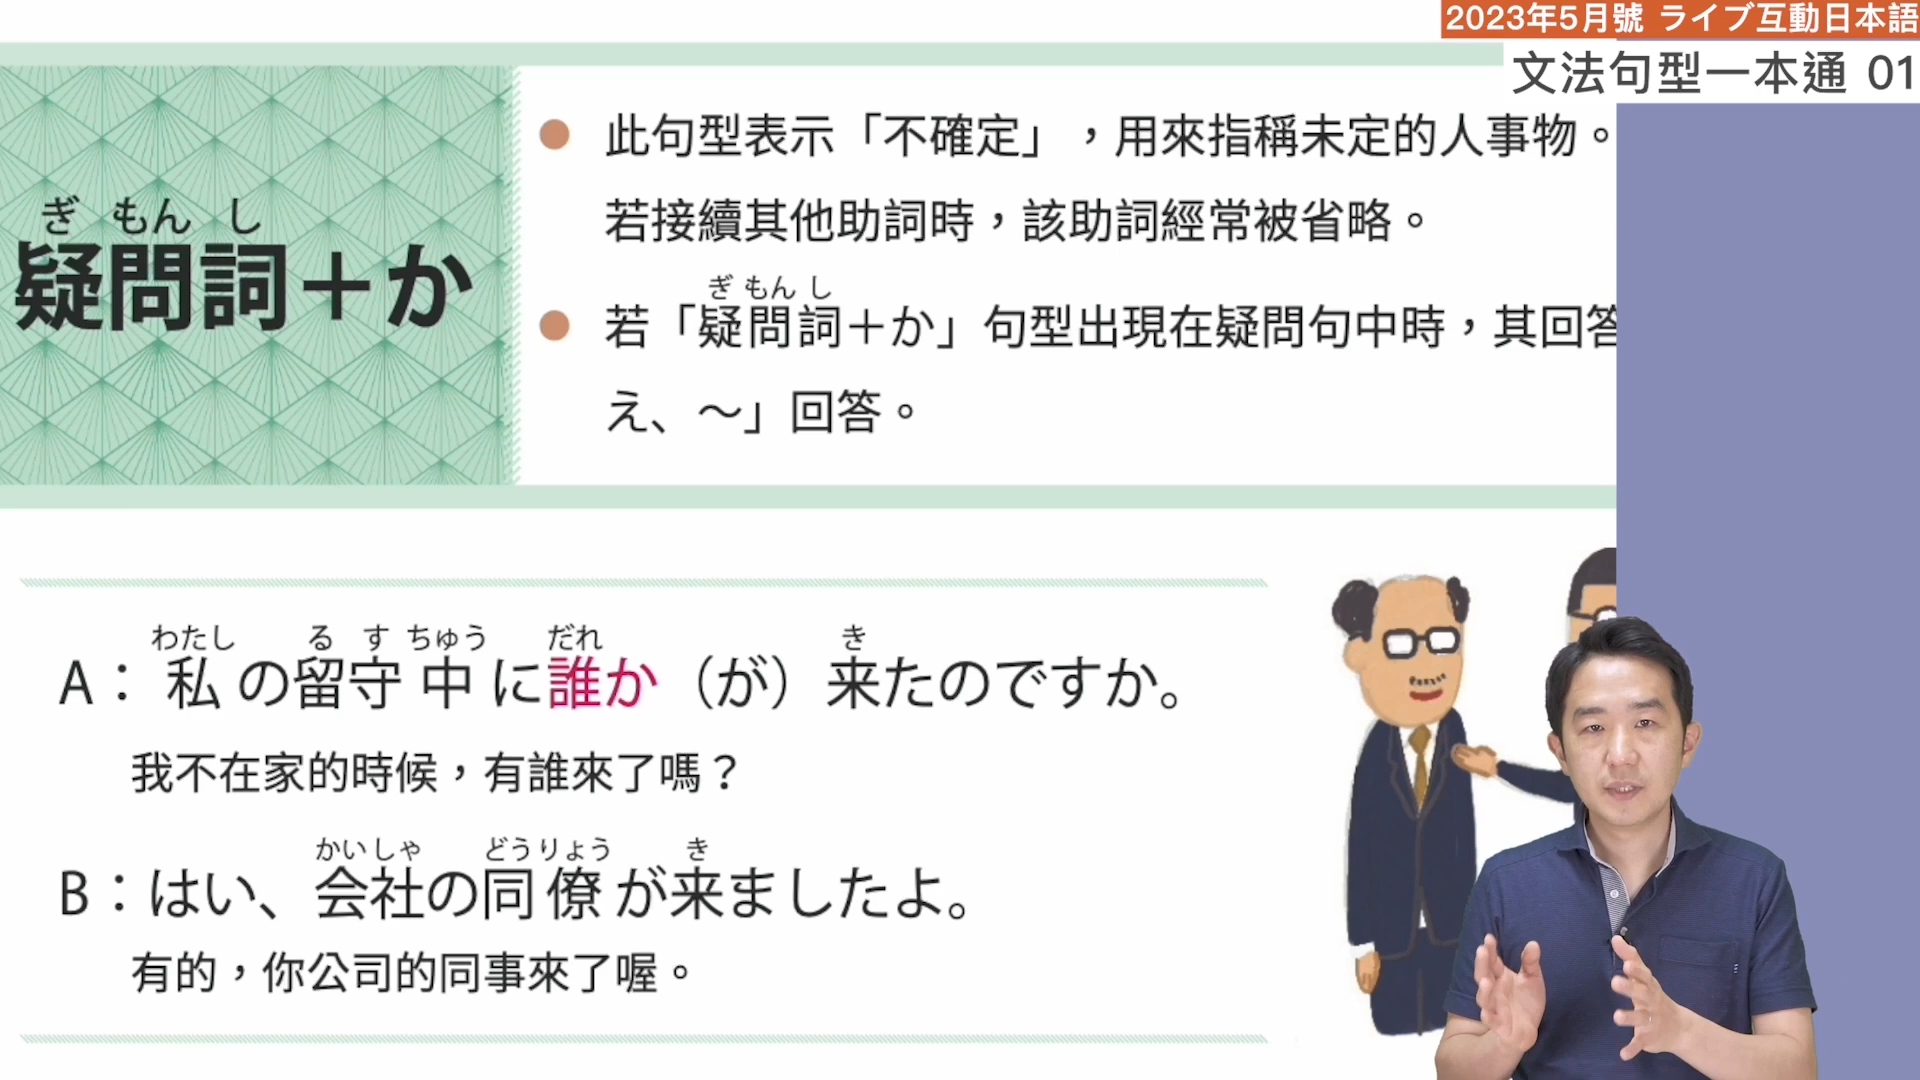 2023年5月號 ライブ互動日本語
文法句型一本通 01
ぎ もん し
疑問詞＋か
此句型表示「不確定」，用來指稱未定的人事物。
若接續其他助詞時，該助詞經常被省略。
ぎ もん し
若「疑問詞＋か」句型出現在疑問句中時，其回答
え、～」回答。
わたし る す ちゅう だれ き
A：私の留守中に誰か（が）来たのですか。
我不在家的時候，有誰來了嗎？
かいしゃ どうりょう き
B：はい、会社の同僚が来ましたよ。
有的，你公司的同事來了喔。